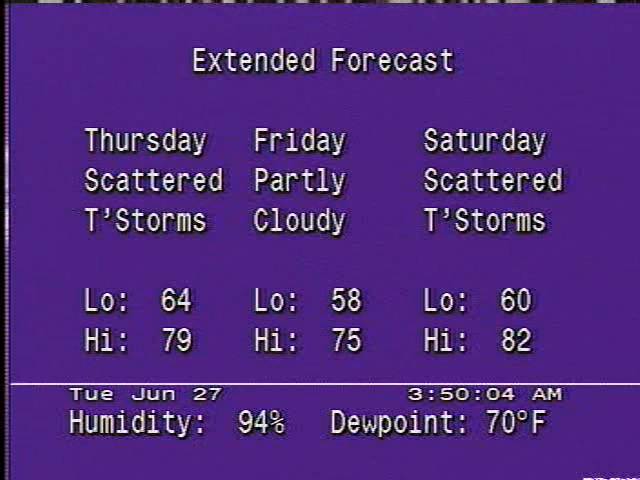 Extended Forecast
Thursday Friday Saturday
Scattered Partly Scattered
T'Storms Cloudy T'Storms
Lo: 64 Lo: 58 Lo: 60
Hi: 79 Hi: 75 Hi: 82
Tue Jun 27 3:50:04 AM
Humidity: 94% Dewpoint: 70°F